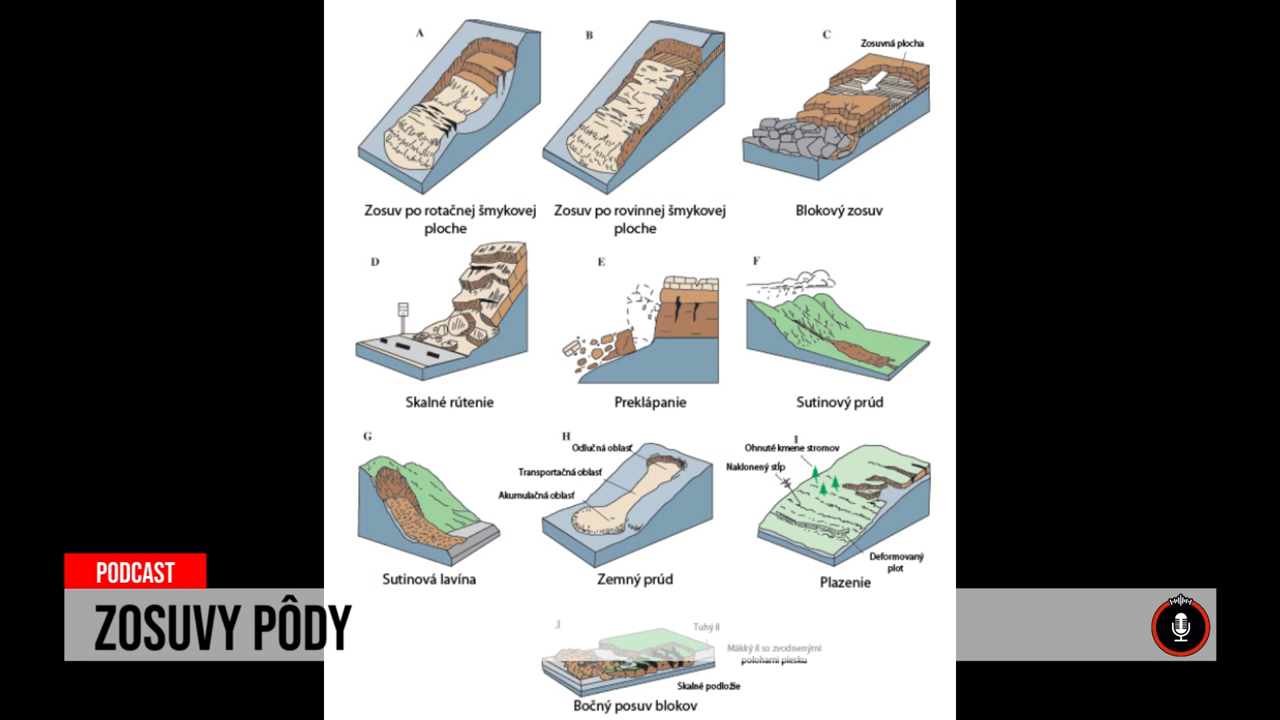 A
B
C
Zosuvná plocha
Zosuv po rotačnej šmykovej
ploche
Zosuv po rovinnej šmykovej
ploche
Blokový zosuv
D
E
F
Skalné rútenie
Preklápanie
Sutinový prúd
G
H
I
Odlučná oblasť
Transportačná oblasť
Akumulačná oblasť
Ohnuté kmene stromov
Naklonený stĺp
Deformovaný
plot
Sutinová lavína
Zemný prúd
Plazenie
PODCAST
ZOSUVY PÔDY
J
Tuhý íl
Mäkký íl so zvodnenými
polohami piesku
Skalné podložie
Bočný posuv blokov